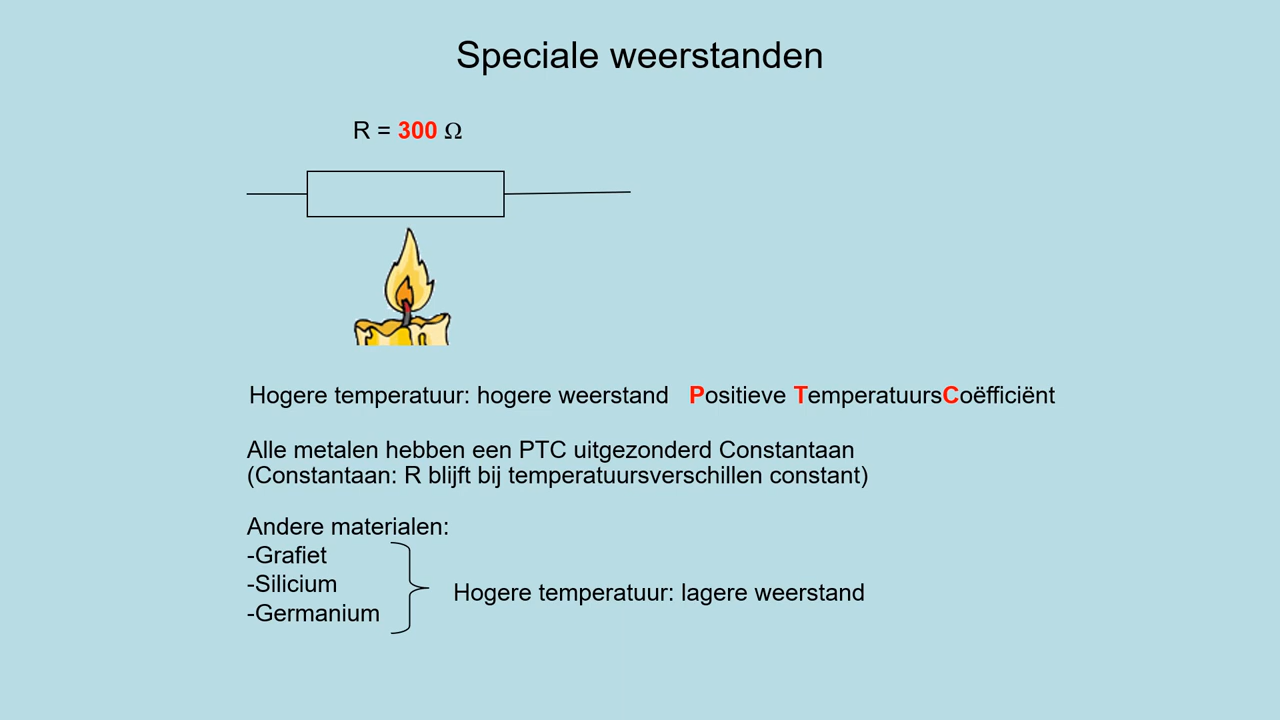 Speciale weerstanden
R = 300 Ω
Hogere temperatuur: hogere weerstand Positieve TemperatuursCoëfficiënt
Alle metalen hebben een PTC uitgezonderd Constantaan
(Constantaan: R blijft bij temperatuursverschillen constant)
Andere materialen:
-Grafiet
-Silicium
-Germanium
Hogere temperatuur: lagere weerstand